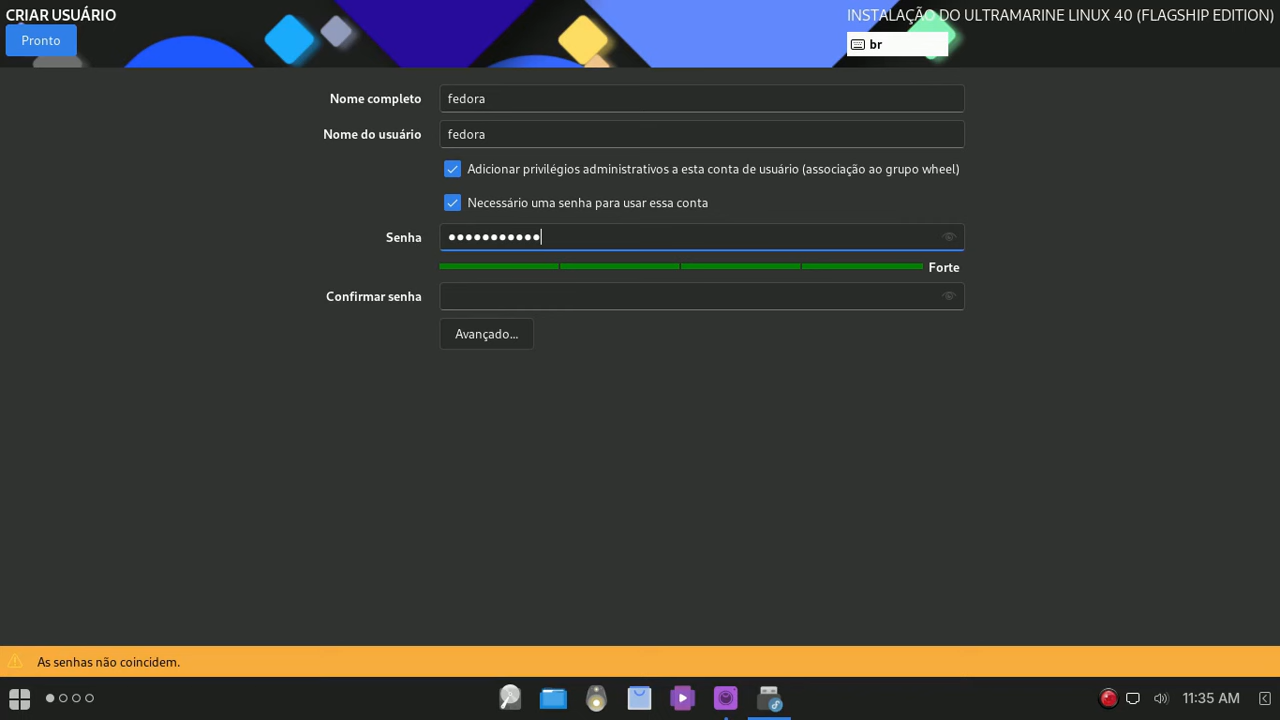 CRIAR USUÁRIO
INSTALAÇÃO DO ULTRAMARINE LINUX 40 (FLAGSHIP EDITION)
Pronto
br
Nome completo
fedora
Nome do usuário
fedora
Adicionar privilégios administrativos a esta conta de usuário (associação ao grupo wheel)
Necessário uma senha para usar essa conta
Senha
●●●●●●●●●●●
Forte
Confirmar senha
Avançado...
As senhas não coincidem.
11:35 AM